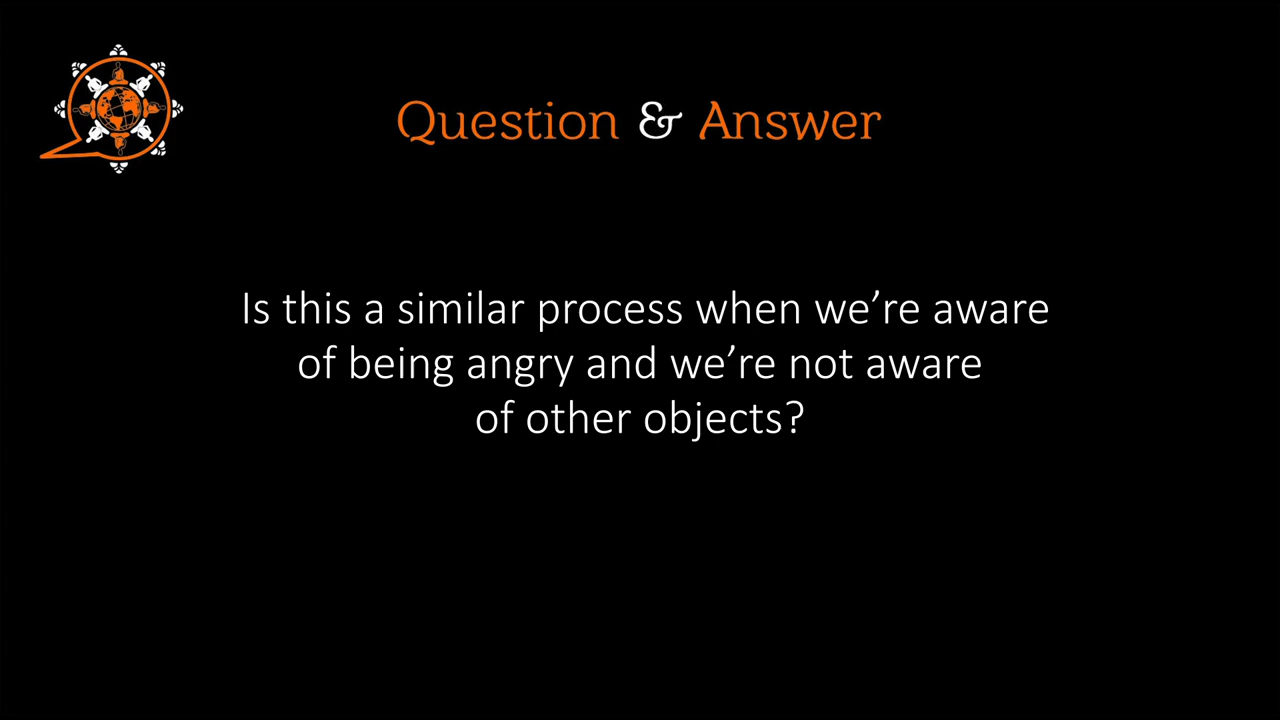 Question & Answer
Is this a similar process when we’re aware
of being angry and we’re not aware
of other objects?